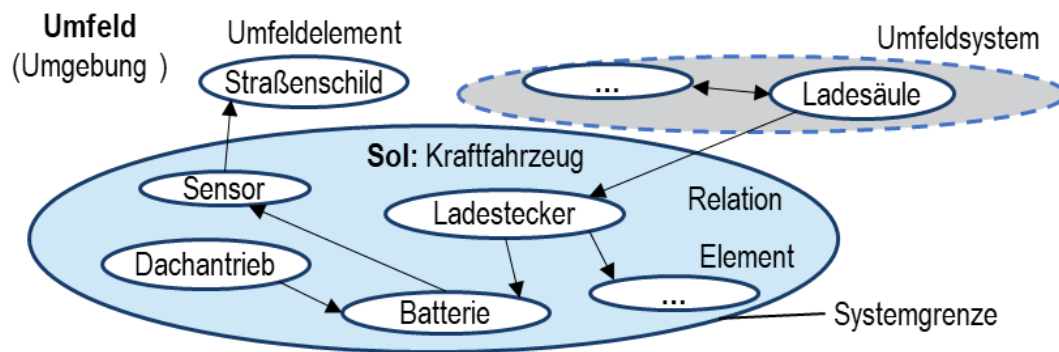 Umfeld
(Umgebung )
Umfeldelement
Straßenschild
Umfeldsystem
...
Ladesäule
SoI: Kraftfahrzeug
Sensor
Ladestecker
Relation
Dachantrieb
Element
Batterie
...
Systemgrenze